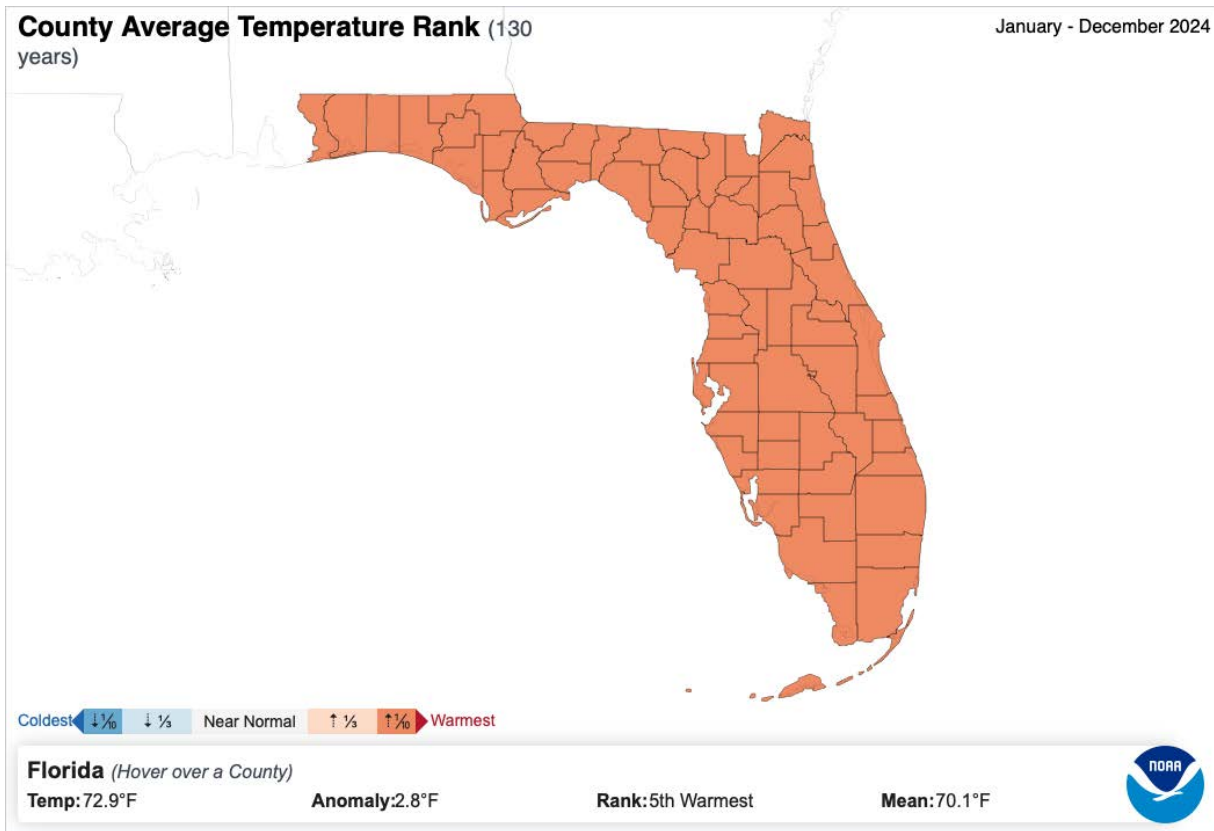 County Average Temperature Rank (130
years)
January - December 2024
Coldest ↓⅒ ↓ ⅓ Near Normal ↑ ⅓ ↑⅒ Warmest
Florida (Hover over a County)
Temp:72.9°F Anomaly:2.8°F Rank:5th Warmest Mean:70.1°F
NOAA